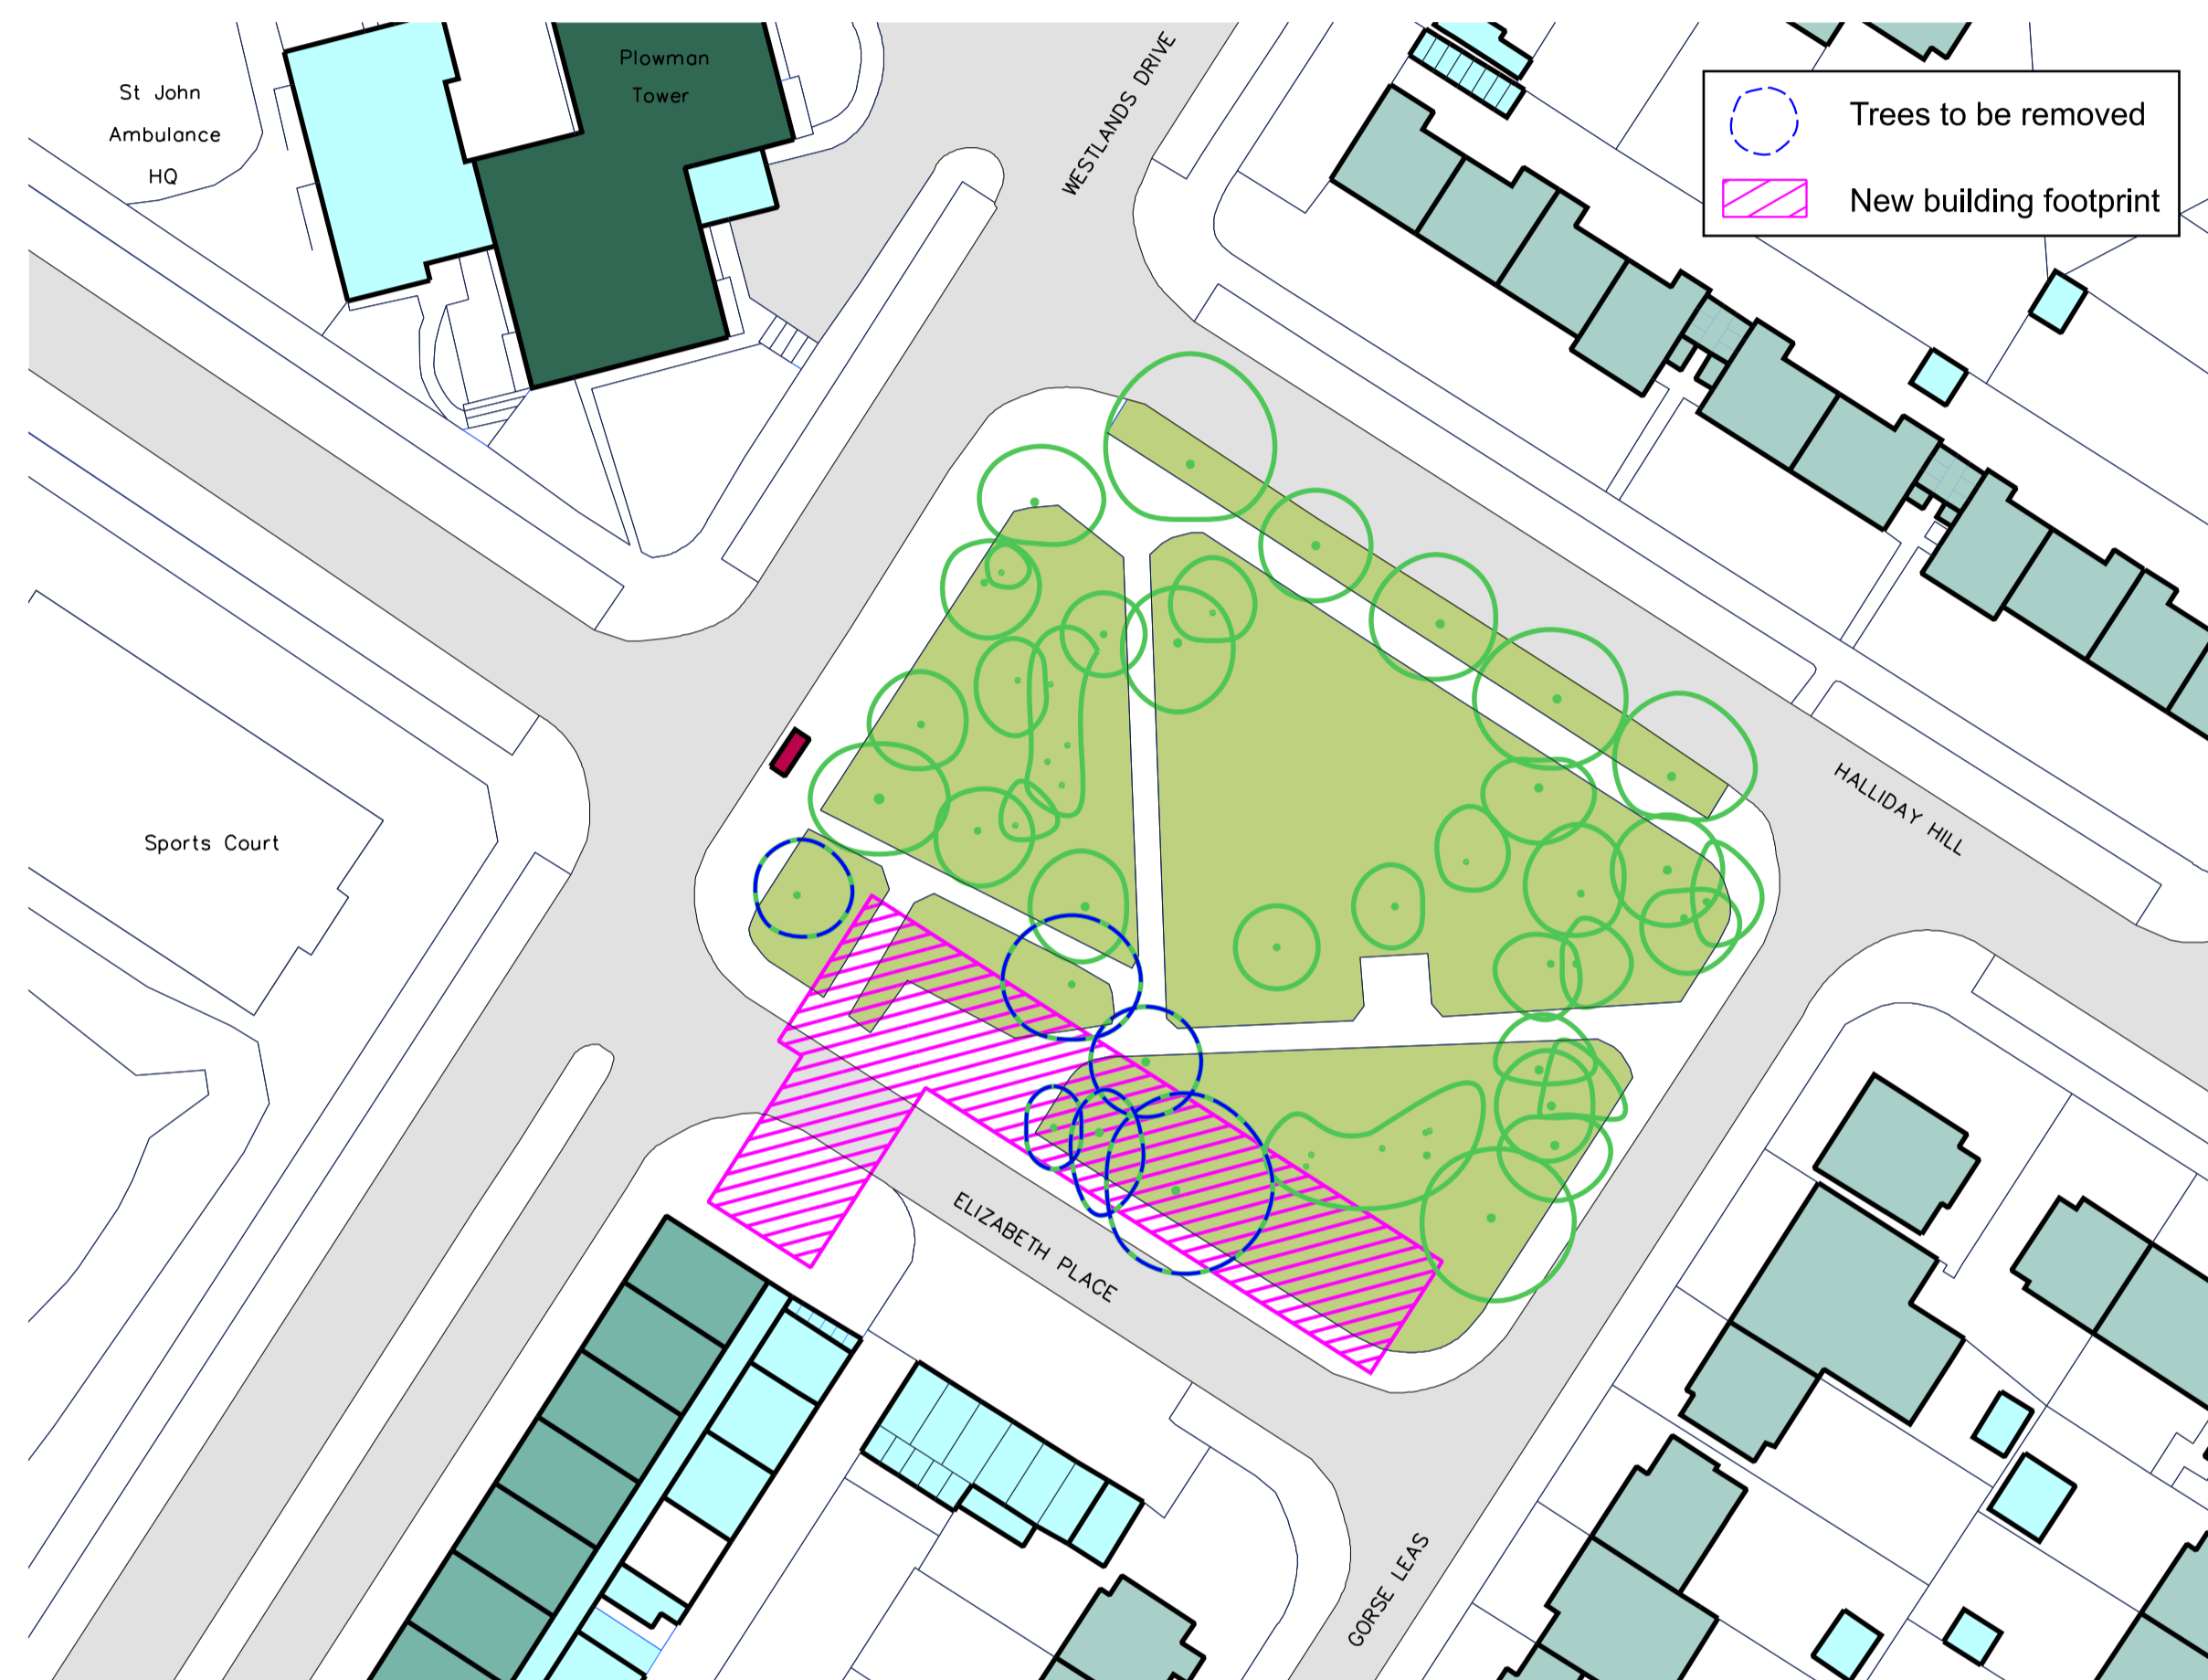 Plowman
Tower
St John
Ambulance
HQ
WESTLANDS DRIVE
Trees to be removed
New building footprint
Sports Court
HALLIDAY HILL
ELIZABETH PLACE
GORSE LEAS